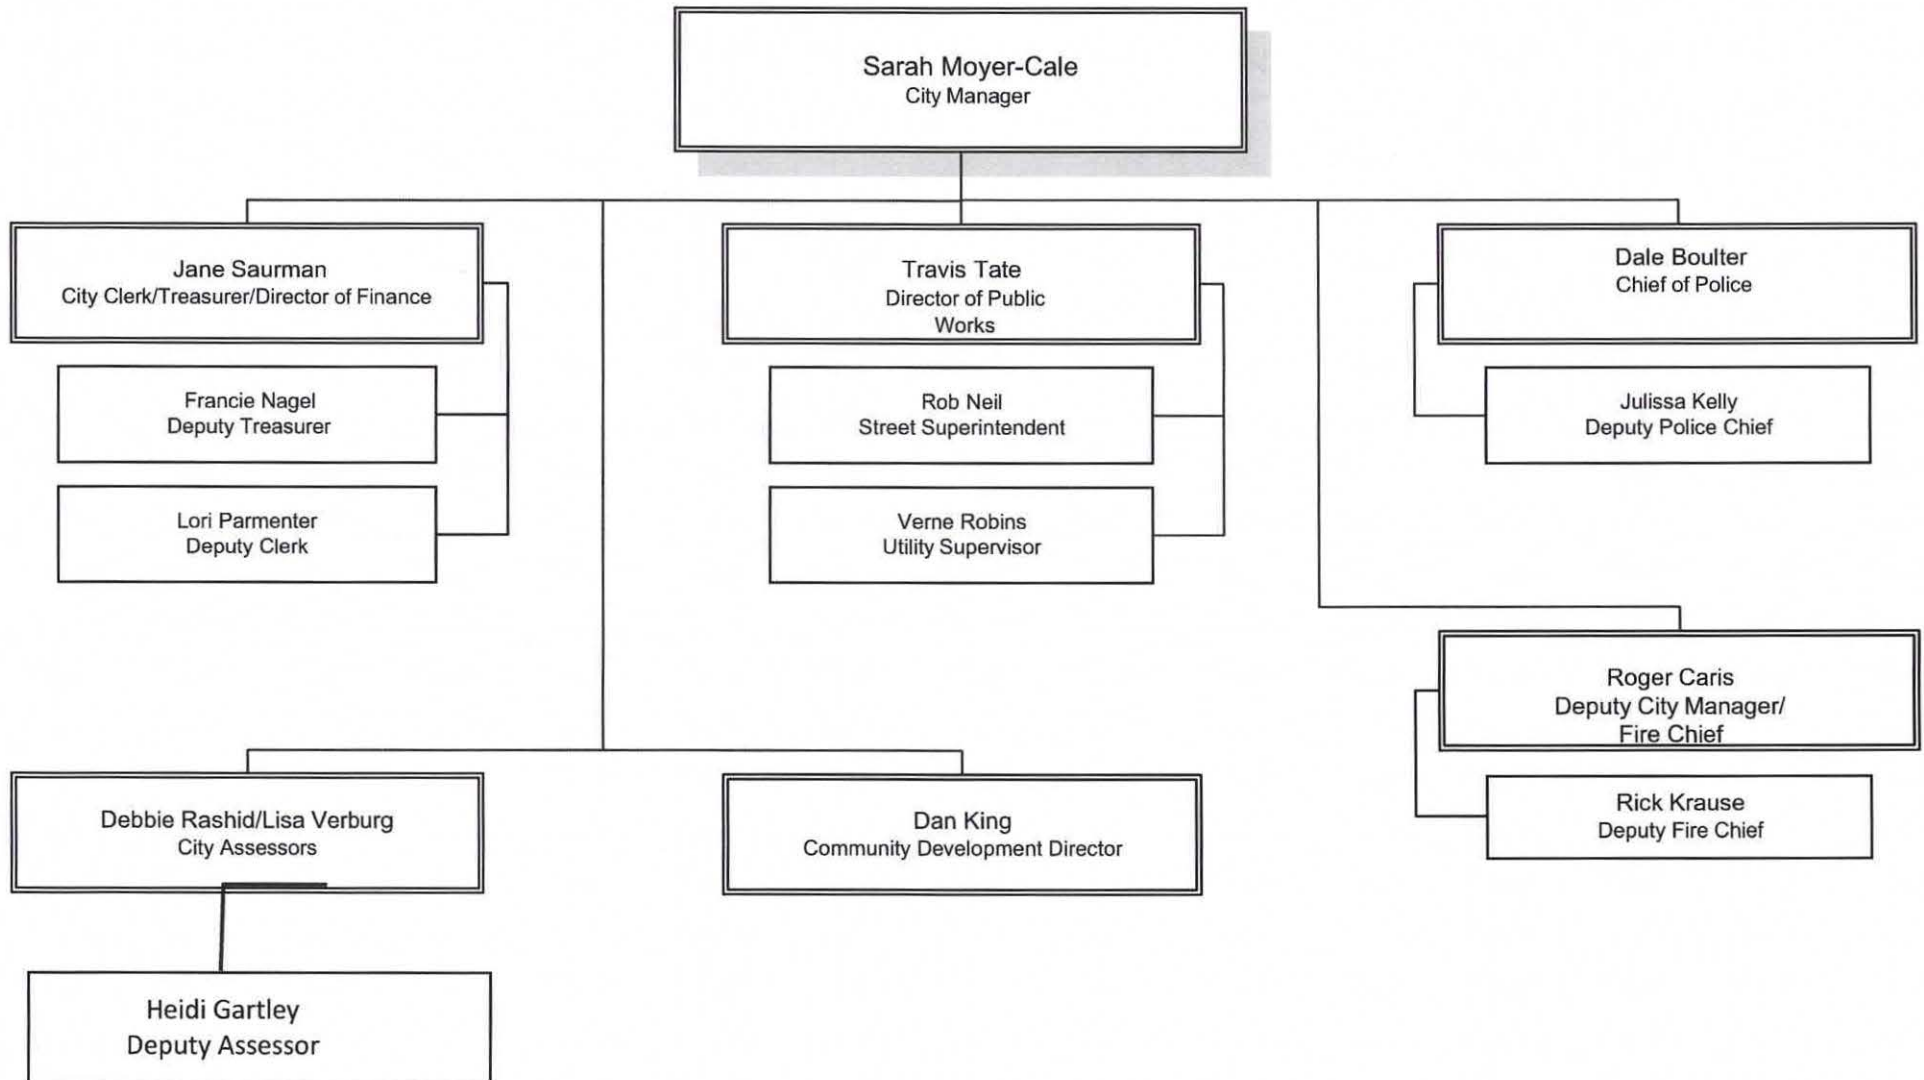 Sarah Moyer-Cale
City Manager
Jane Saurman
City Clerk/Treasurer/Director of Finance
Travis Tate
Director of Public
Works
Dale Boulter
Chief of Police
Francie Nagel
Deputy Treasurer
Rob Neil
Street Superintendent
Julissa Kelly
Deputy Police Chief
Lori Parmenter
Deputy Clerk
Verne Robins
Utility Supervisor
Roger Caris
Deputy City Manager/
Fire Chief
Debbie Rashid/Lisa Verburg
City Assessors
Dan King
Community Development Director
Rick Krause
Deputy Fire Chief
Heidi Gartley
Deputy Assessor